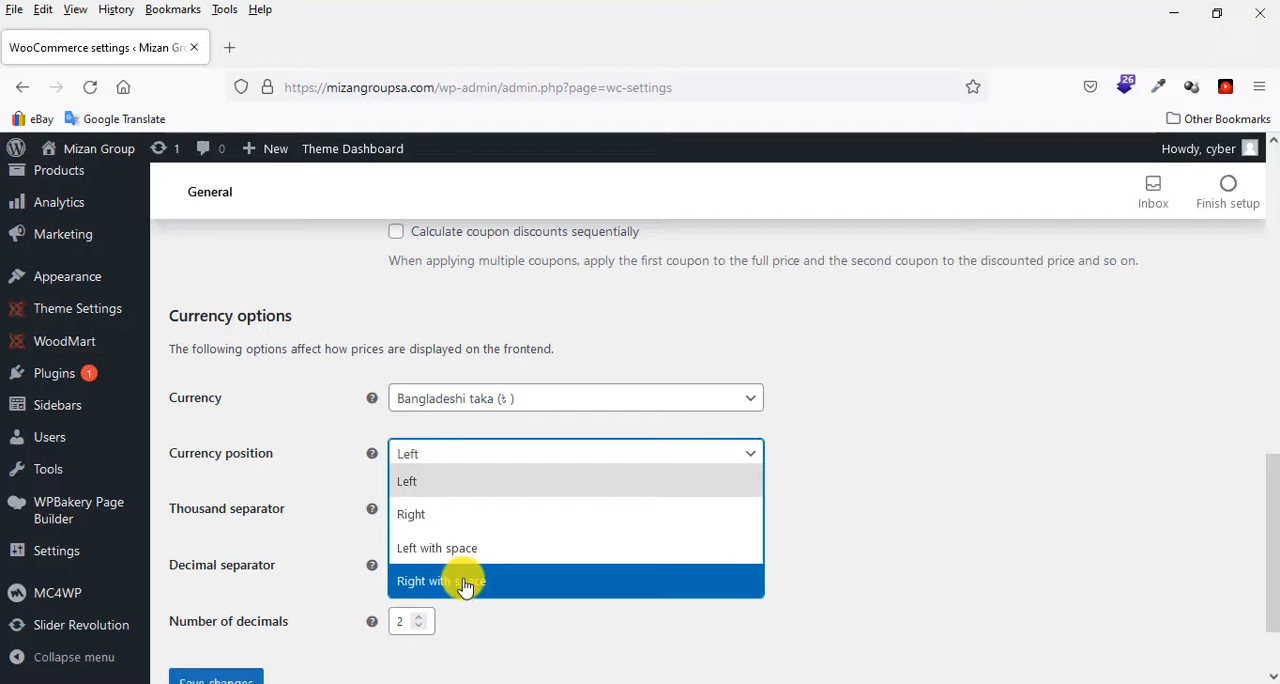 File Edit View History Bookmarks Tools Help
WooCommerce settings ‹ Mizan Gr
https://mizangroupsa.com/wp-admin/admin.php?page=wc-settings
26
eBay Google Translate Other Bookmarks
Mizan Group 1 0 New Theme Dashboard Howdy, cyber
Products
Analytics
Marketing
Appearance
Theme Settings
WoodMart
Plugins 1
Sidebars
Users
Tools
WPBakery Page
Builder
Settings
MC4WP
Slider Revolution
Collapse menu
General
Inbox
Finish setup
Calculate coupon discounts sequentially
When applying multiple coupons, apply the first coupon to the full price and the second coupon to the discounted price and so on.
Currency options
The following options affect how prices are displayed on the frontend.
Currency
Bangladeshi taka (৳ )
Currency position
Left
Left
Right
Left with space
Right with space
Thousand separator
Decimal separator
Number of decimals
2
Save changes